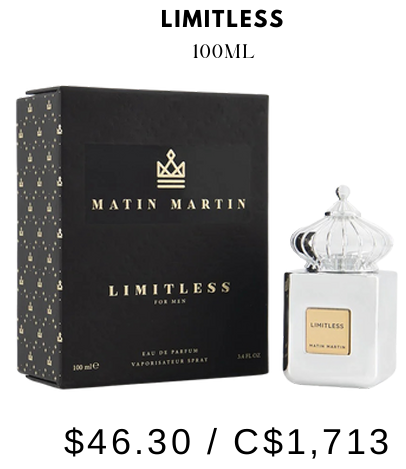 LIMITLESS
100ML
MATIN MARTIN
LIMITLESS
FOR MEN
EAU DE PARFUM
VAPORISATEUR SPRAY
100 ml ℮
3.4 FL.OZ
LIMITLESS
MATIN MARTIN
$46.30 / C$1,713